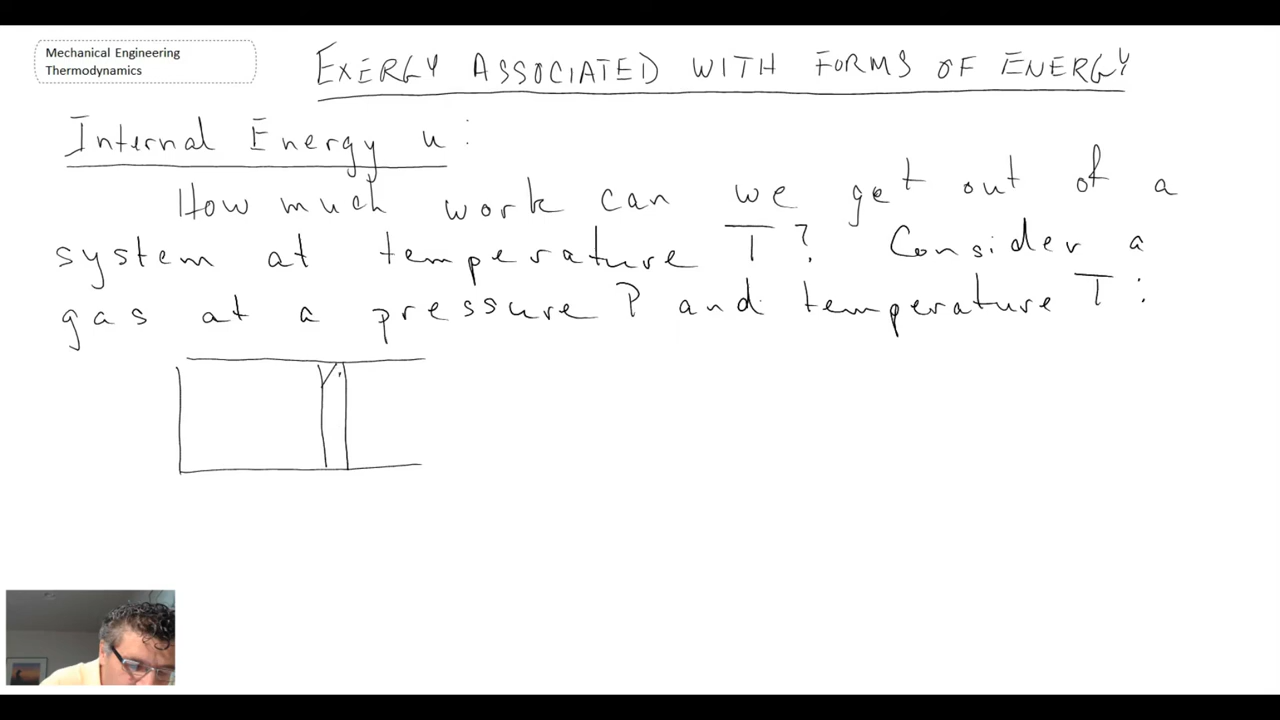 Mechanical Engineering
Thermodynamics
EXERGY ASSOCIATED WITH FORMS OF ENERGY
Internal Energy u:
How much work can we get out of a
system at temperature T? Consider a
gas at a pressure P and temperature T: